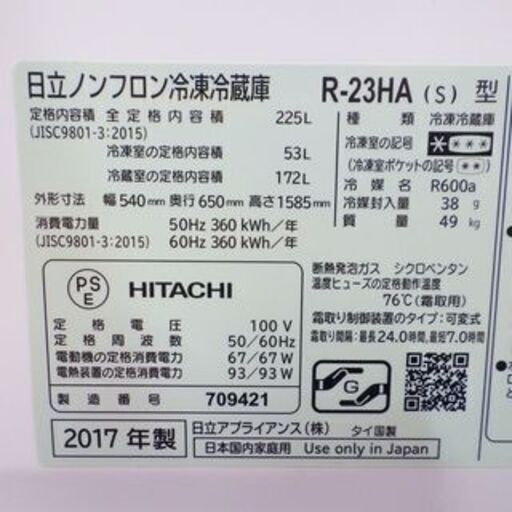 日立ノンフロン冷凍冷蔵庫 R-23HA (S) 型
定格内容積 全定格内容積 225L
(JISC9801-3:2015)
冷凍室の定格内容積 53L
冷蔵室の定格内容積 172L
外形寸法 幅540mm 奥行650mm 高さ1585mm
消費電力量 50Hz 360 kWh/年
(JISC9801-3:2015) 60Hz 360 kWh/年
種類 冷凍冷蔵庫
冷凍室の記号 ****
(冷凍室ポケットの記号 **)
冷媒名 R600a
冷媒封入量 38 g
質量 49 kg
PS
E
HITACHI
定格電圧 100 V
定格周波数 50/60Hz
電動機の定格消費電力 67/67W
電熱装置の定格消費電力 93/93W
製造番号 709421
断熱発泡ガス シクロペンタン
温度ヒューズの定格動作温度
76℃(霜取用)
霜取り制御装置のタイプ:可変式
霜取り間隔:最長24.0時間,最短7.0時間
G
2017 年製
日立アプライアンス(株) タイ国製
日本国内家庭用 Use only in Japan